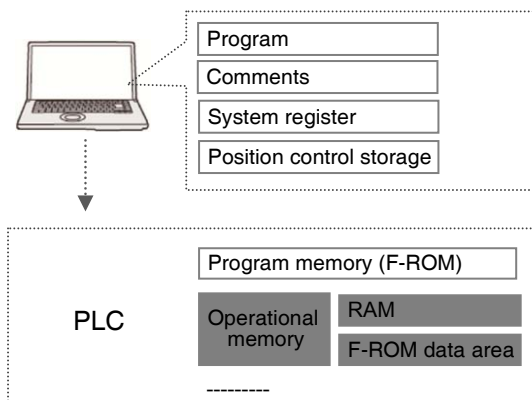 Program
Comments
System register
Position control storage
Program memory (F-ROM)
PLC
Operational
memory
RAM
F-ROM data area
---------